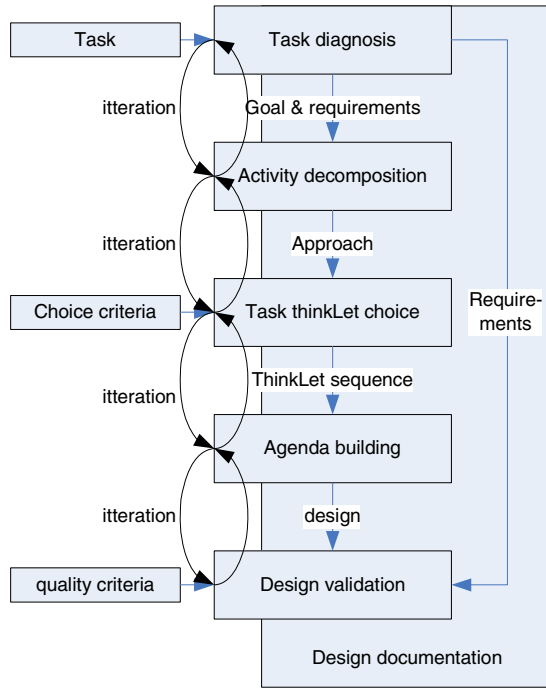 Task
Task diagnosis
itteration
Goal & requirements
Activity decomposition
itteration
Approach
Choice criteria
Task thinkLet choice
Require-
ments
ThinkLet sequence
itteration
Agenda building
itteration
design
quality criteria
Design validation
Design documentation